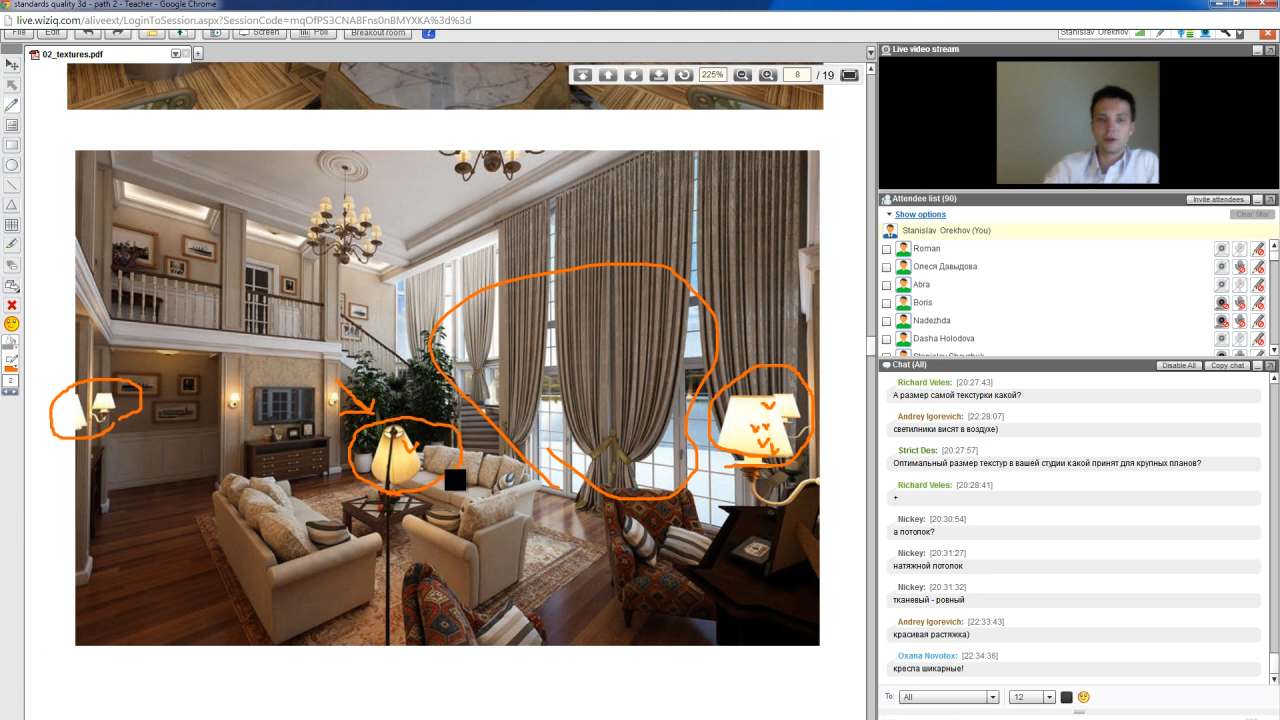 standards quality 3d - path 2 - Teacher - Google Chrome
live.wiziq.com/aliveext/LoginToSession.aspx?SessionCode=mqOfPS3CNA8Fns0nBMYXKA%3d%3d
File Edit Screen Poll Breakout room ? Stanislav Orekhov
02_textures.pdf
225% 8 / 19
Live video stream
Attendee list (90) Invite attendees
Show options Clear filter
Stanislav Orekhov (You)
Roman
Олеся Давыдова
Abra
Boris
Nadezhda
Dasha Holodova
Chat (All) Disable All Copy chat
Richard Veles: [20:27:43]
А размер самой текстурки какой?
Andrey Igorevich: [22:28:07]
светилники висят в воздухе)
Strict Des: [20:27:57]
Оптимальный размер текстур в вашей студии какой принят для крупных планов?
Richard Veles: [20:28:41]
+
Nickey: [20:30:54]
а потопок?
Nickey: [20:31:27]
натяжной потолок
Nickey: [20:31:32]
тканевый - ровный
Andrey Igorevich: [22:33:43]
красивая растяжка)
Oxana Novotox: [22:34:36]
кресла шикарные!
To: All 12
2